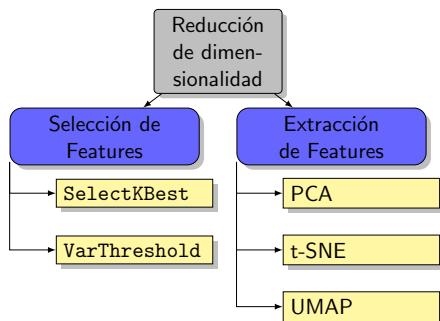 Reducción
de dimen-
sionalidad
Selección de
Features
Extracción
de Features
SelectKBest
PCA
VarThreshold
t-SNE
UMAP